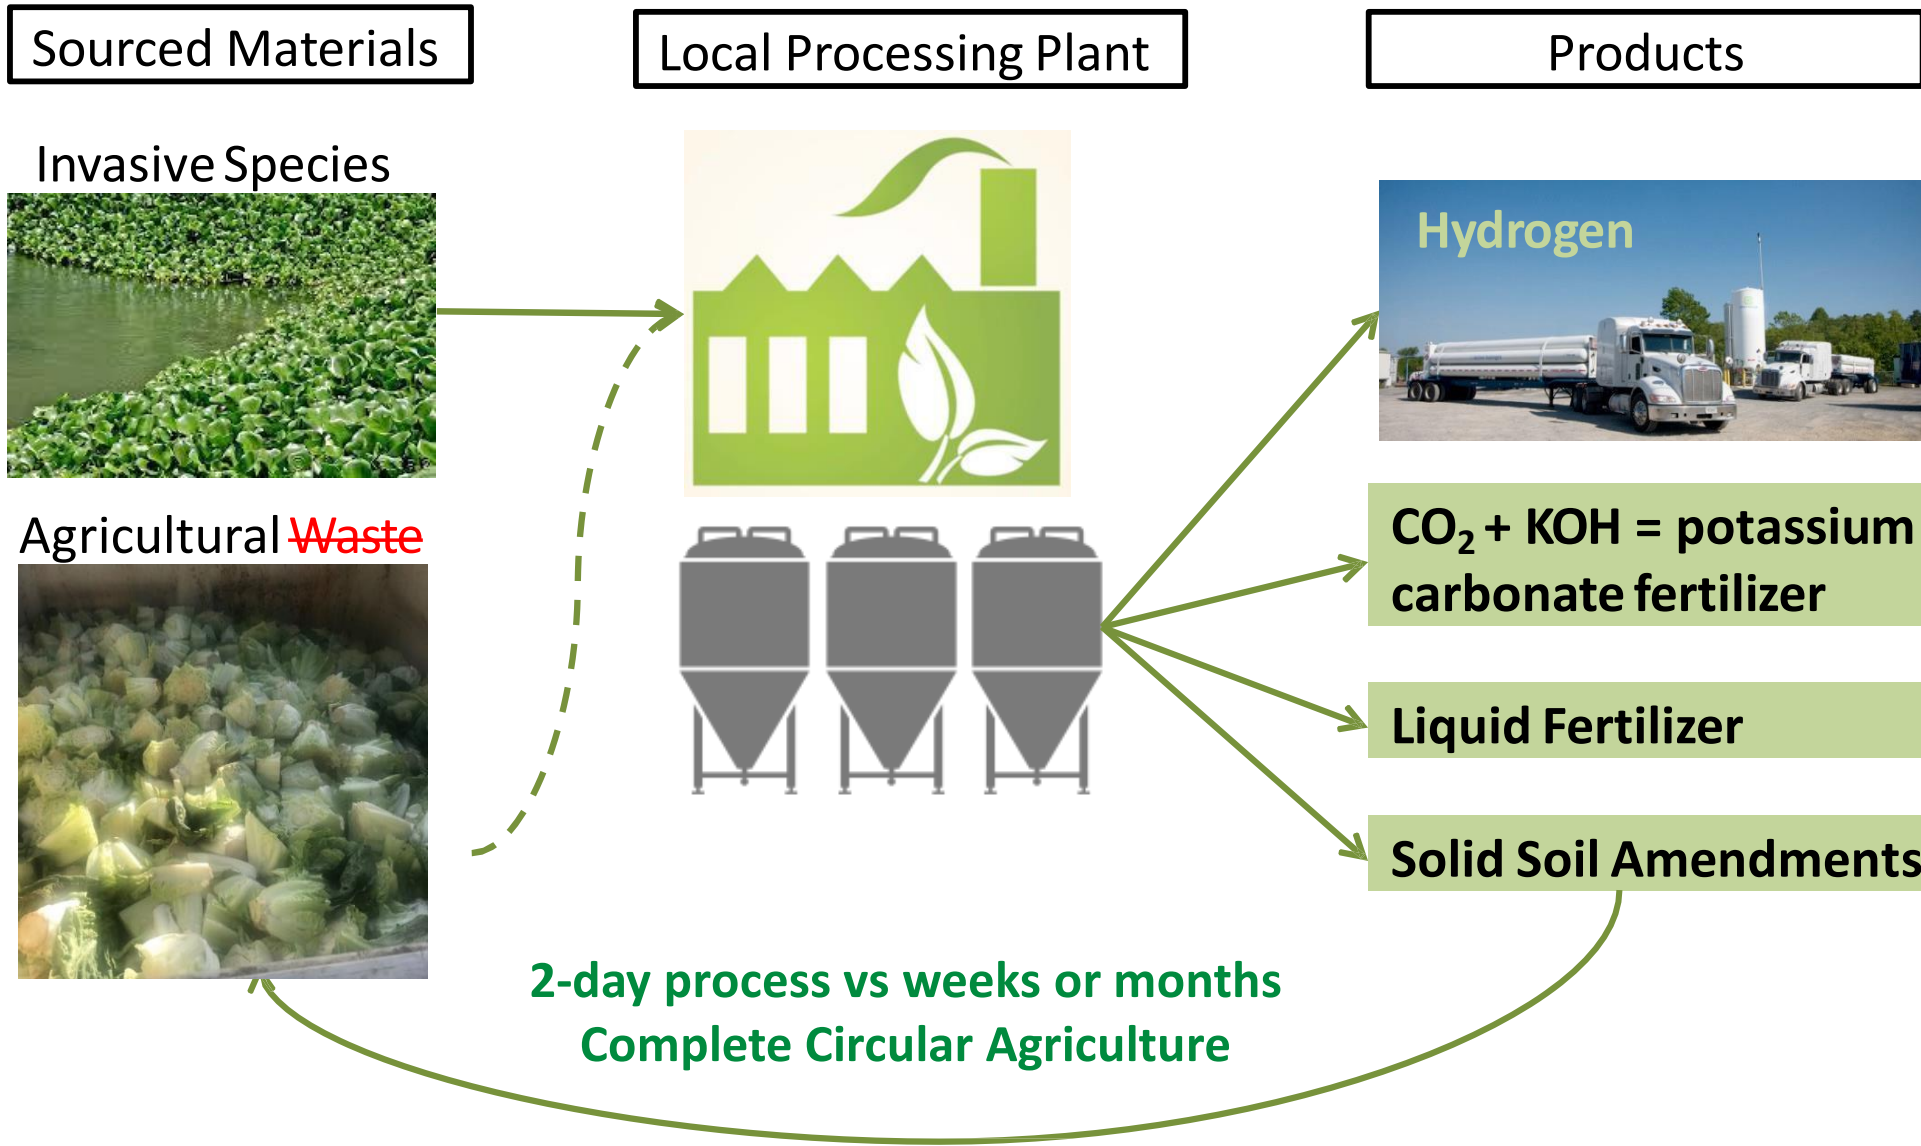 Sourced Materials
Local Processing Plant
Products
Invasive Species
Agricultural Waste
Hydrogen
CO₂ + KOH = potassium
carbonate fertilizer
Liquid Fertilizer
Solid Soil Amendments
2-day process vs weeks or months
Complete Circular Agriculture